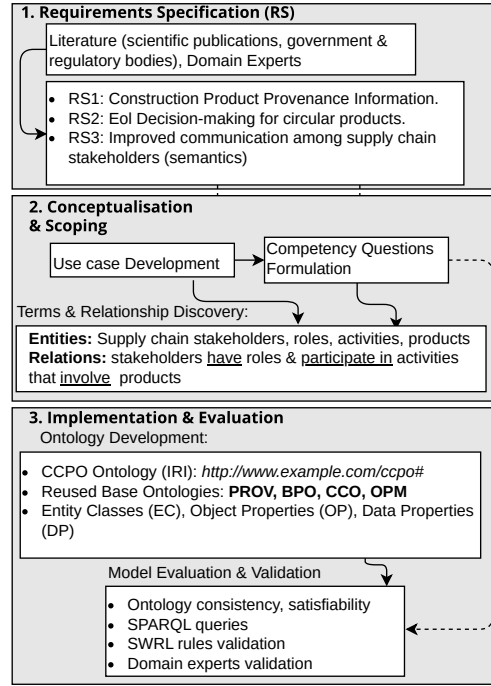 1. Requirements Specification (RS)
Literature (scientific publications, government &
regulatory bodies), Domain Experts
• RS1: Construction Product Provenance Information.
• RS2: EoI Decision-making for circular products.
• RS3: Improved communication among supply chain
stakeholders (semantics)
2. Conceptualisation
& Scoping
Use case Development
Competency Questions
Formulation
Terms & Relationship Discovery:
Entities: Supply chain stakeholders, roles, activities, products
Relations: stakeholders have roles & participate in activities
that involve products
3. Implementation & Evaluation
Ontology Development:
• CCPO Ontology (IRI): http://www.example.com/ccpo#
• Reused Base Ontologies: PROV, BPO, CCO, OPM
• Entity Classes (EC), Object Properties (OP), Data Properties
(DP)
Model Evaluation & Validation
• Ontology consistency, satisfiability
• SPARQL queries
• SWRL rules validation
• Domain experts validation